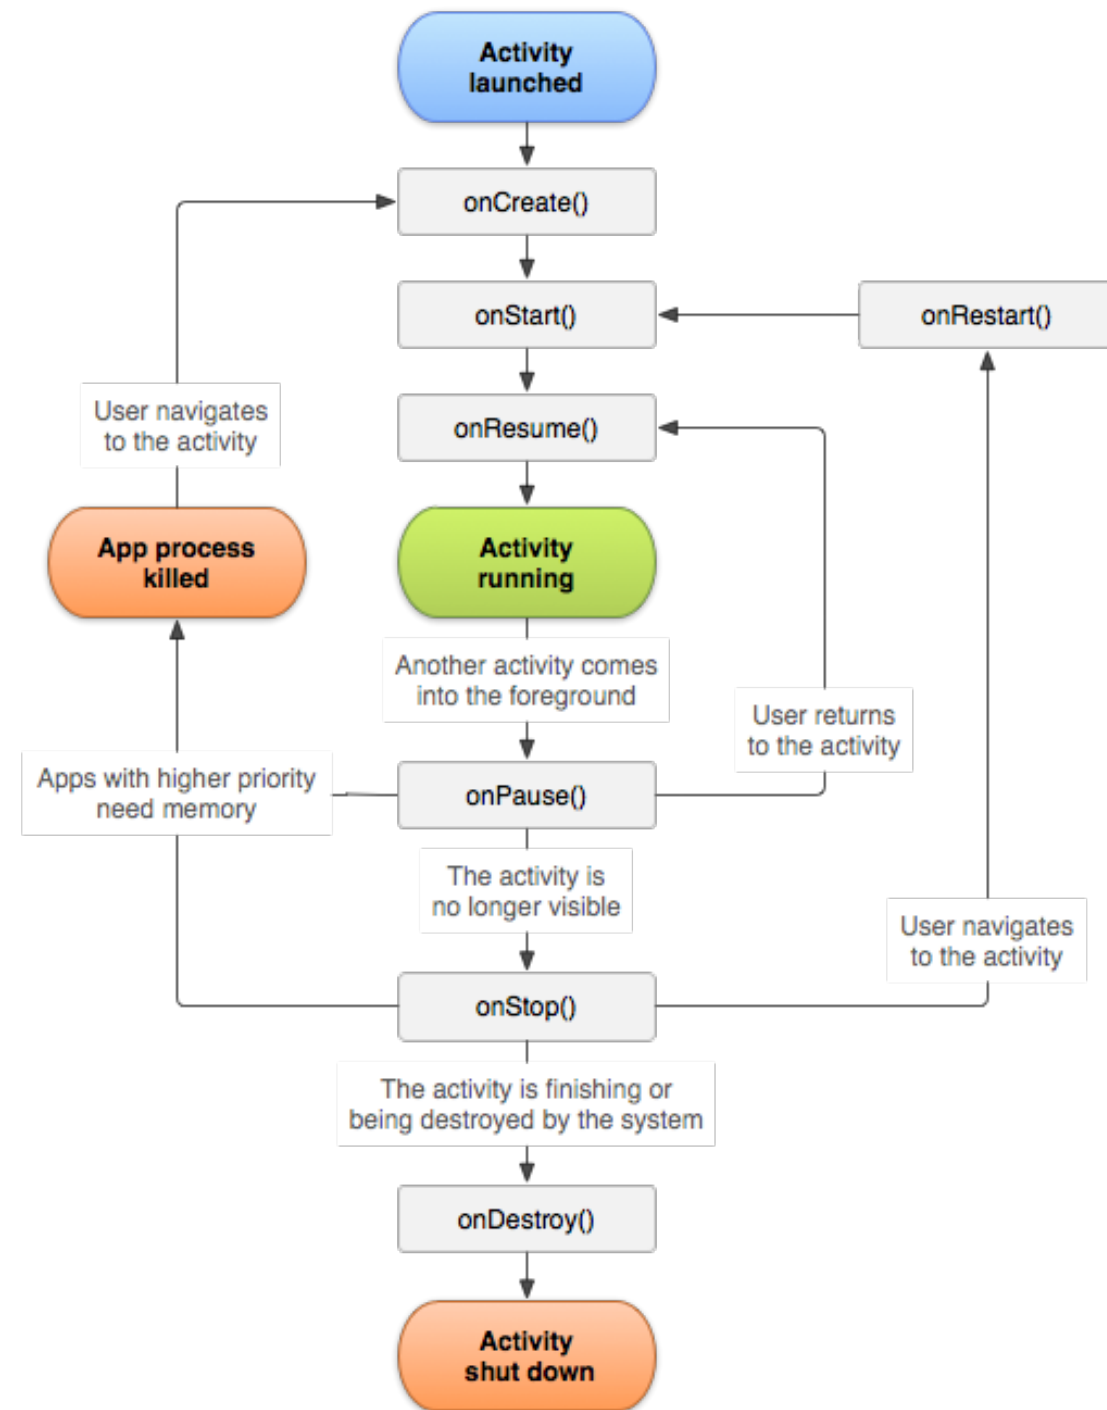 Activity
launched
onCreate()
onStart()
onRestart()
User navigates
to the activity
onResume()
App process
killed
Activity
running
Another activity comes
into the foreground
User returns
to the activity
Apps with higher priority
need memory
onPause()
The activity is
no longer visible
User navigates
to the activity
onStop()
The activity is finishing or
being destroyed by the system
onDestroy()
Activity
shut down